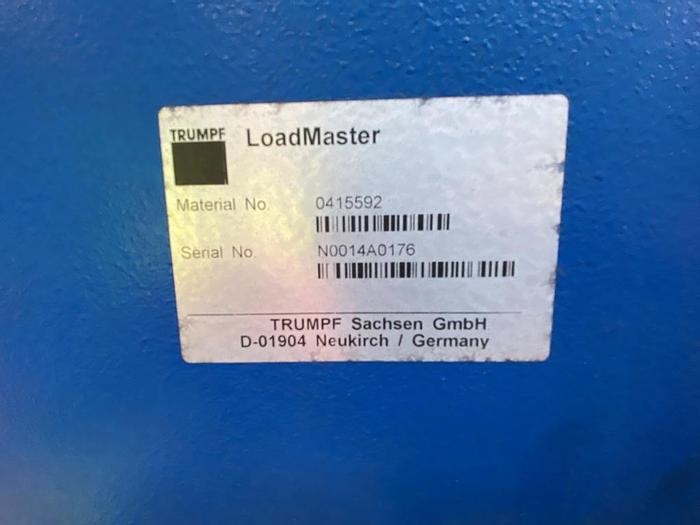 TRUMPF LoadMaster
Material No. 0415592
Serial No. N0014A0176
TRUMPF Sachsen GmbH
D-01904 Neukirch / Germany